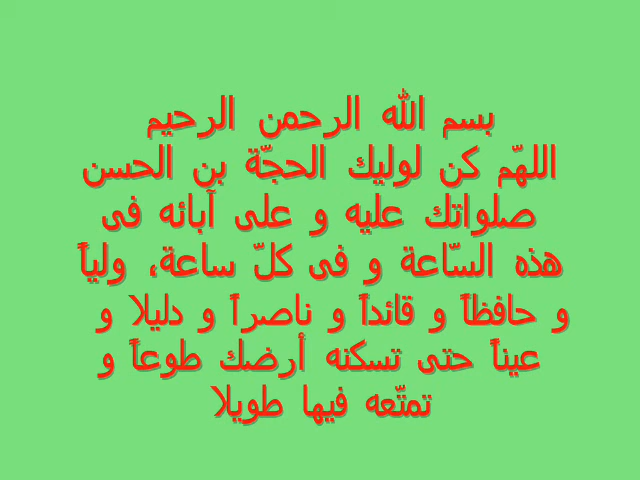 بسم الله الرحمن الرحيم
اللهّم كن لوليك الحجّة بن الحسن
صلواتك عليه و على آبائه فى
هذه السّاعة و فى كلّ ساعة، ولياً
و حافظاً و قائداً و ناصراً و دليلا و
عيناً حتى تسكنه أرضك طوعاً و
تمتّعه فيها طويلا